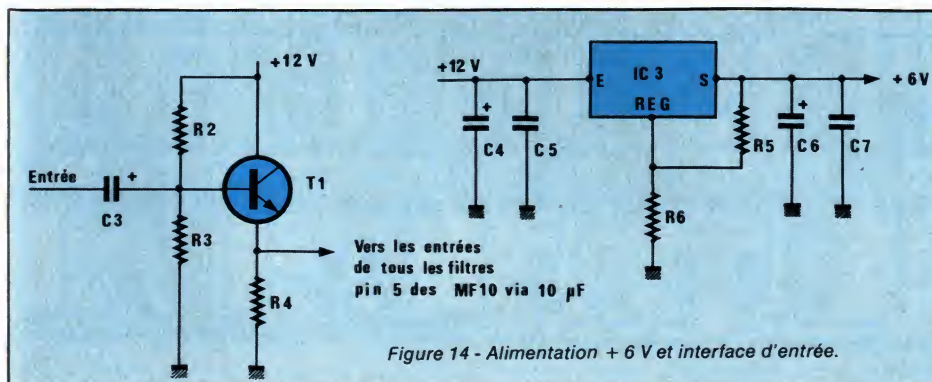 +12 V
R2
Entrée
+
C3
T1
R3
R4
Vers les entrées
de tous les filtres
pin 5 des MF10 via 10 µF
+12 V
E
IC 3
S
REG
+ 6V
+
C4
C5
R5
+
C6
C7
R6
Figure 14 - Alimentation + 6 V et interface d'entrée.